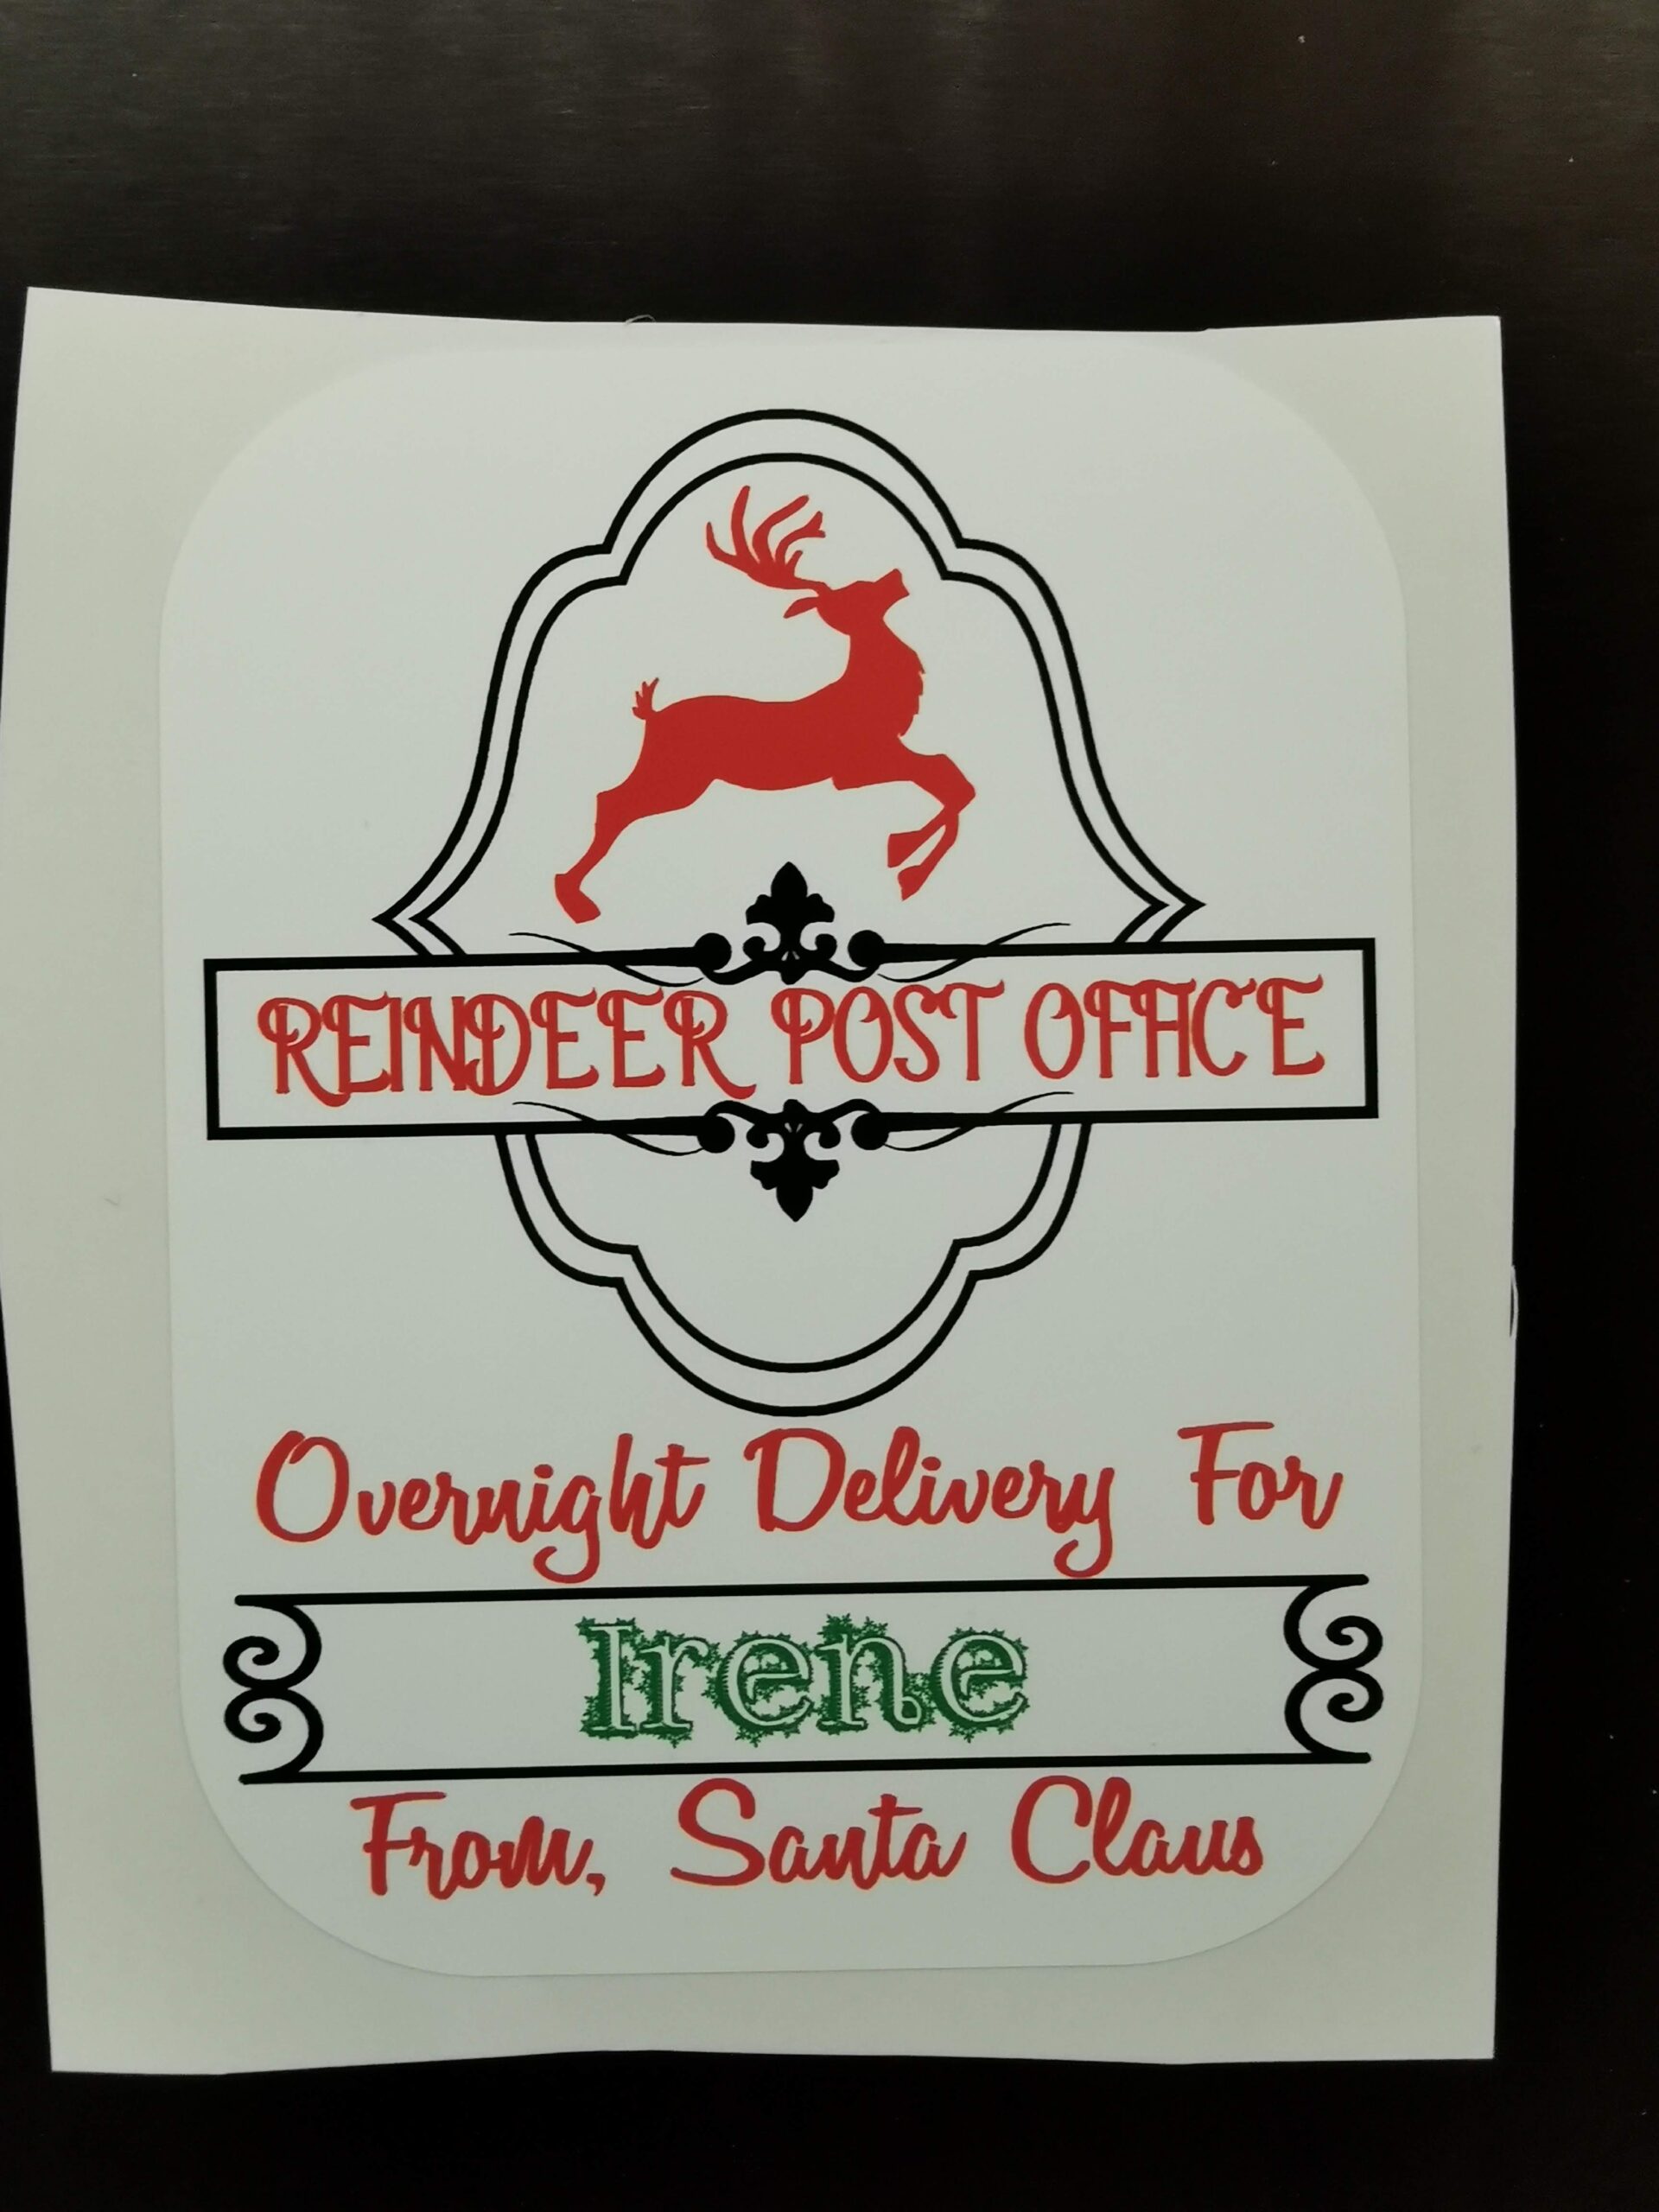 REINDEER POST OFFICE
Overnight Delivery For
Irene
From, Santa Claus